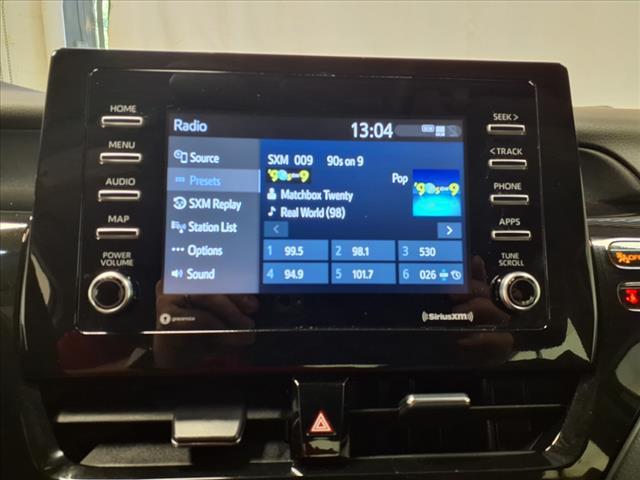 HOME
MENU
AUDIO
MAP
POWER
VOLUME
Radio
13:04
Source
Presets
SXM Replay
Station List
Options
Sound
SXM 009 90s on 9
Pop
Matchbox Twenty
Real World (98)
< >
1 99.5 2 98.1 3 530
4 94.9 5 101.7 6 026
SEEK >
< TRACK
PHONE
APPS
TUNE
SCROLL
gracenote
((SiriusXM))